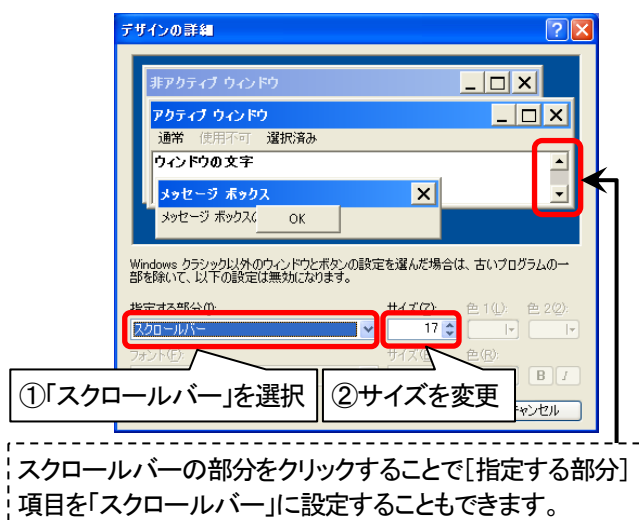 デザインの詳細
非アクティブ ウィンドウ
アクティブ ウィンドウ
通常 使用不可 選択済み
ウィンドウの文字
メッセージ ボックス
メッセージ ボックスの
OK
Windows クラシック以外のウィンドウとボタンの設定を選んだ場合は、古いプログラムの一
部を除いて、以下の設定は無効になります。
指定する部分(I): サイズ(Z): 色 1(L): 色 2(2):
スクロールバー 17
フォント(F): 色(R):
B I
①「スクロールバー」を選択 ②サイズを変更
キャンセル
スクロールバーの部分をクリックすることで[指定する部分]
項目を「スクロールバー」に設定することもできます。